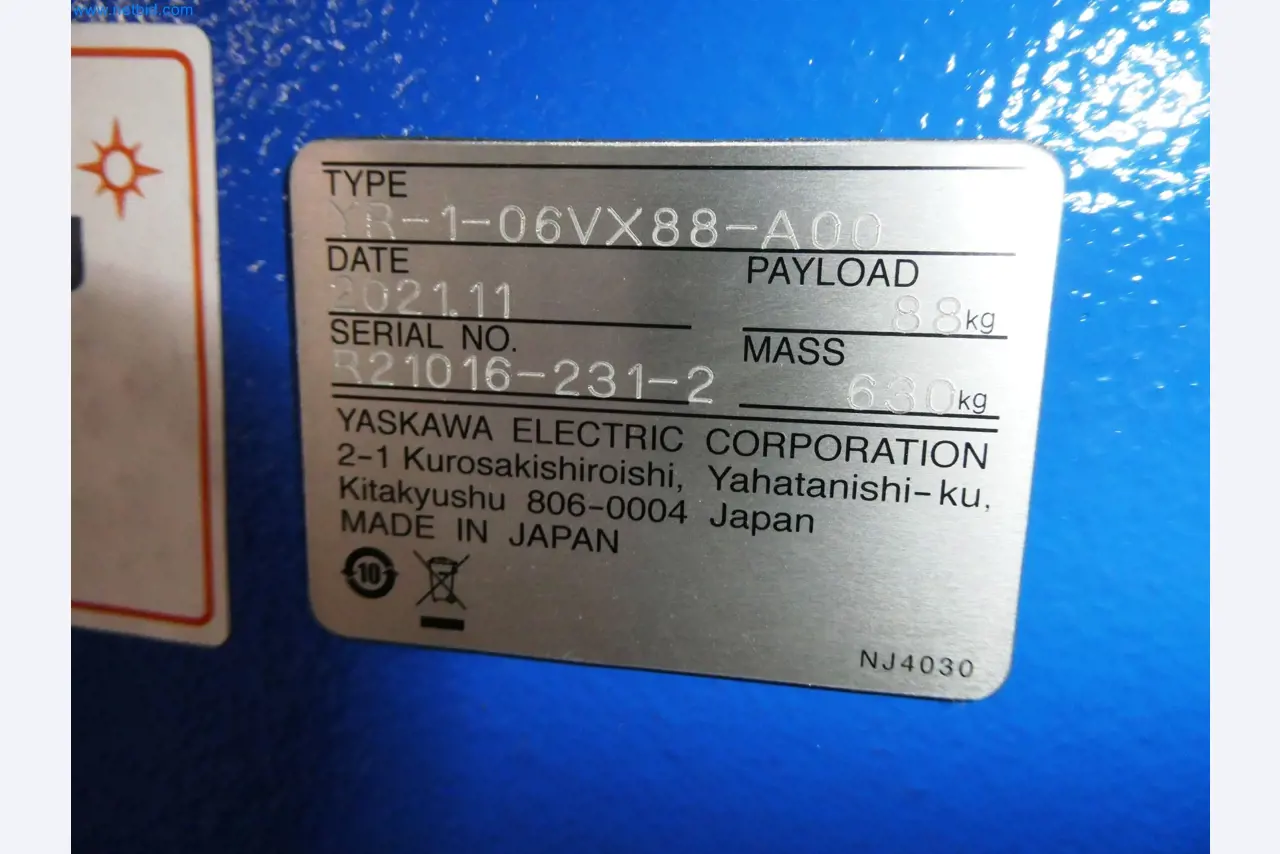 TYPE
YR-1-06VX88-A00
DATE
2021.11
PAYLOAD
88kg
SERIAL NO.
R21016-231-2
MASS
630kg
YASKAWA ELECTRIC CORPORATION
2-1 Kurosakishiroishi, Yahatanishi-ku,
Kitakyushu 806-0004 Japan
MADE IN JAPAN
10
NJ4030